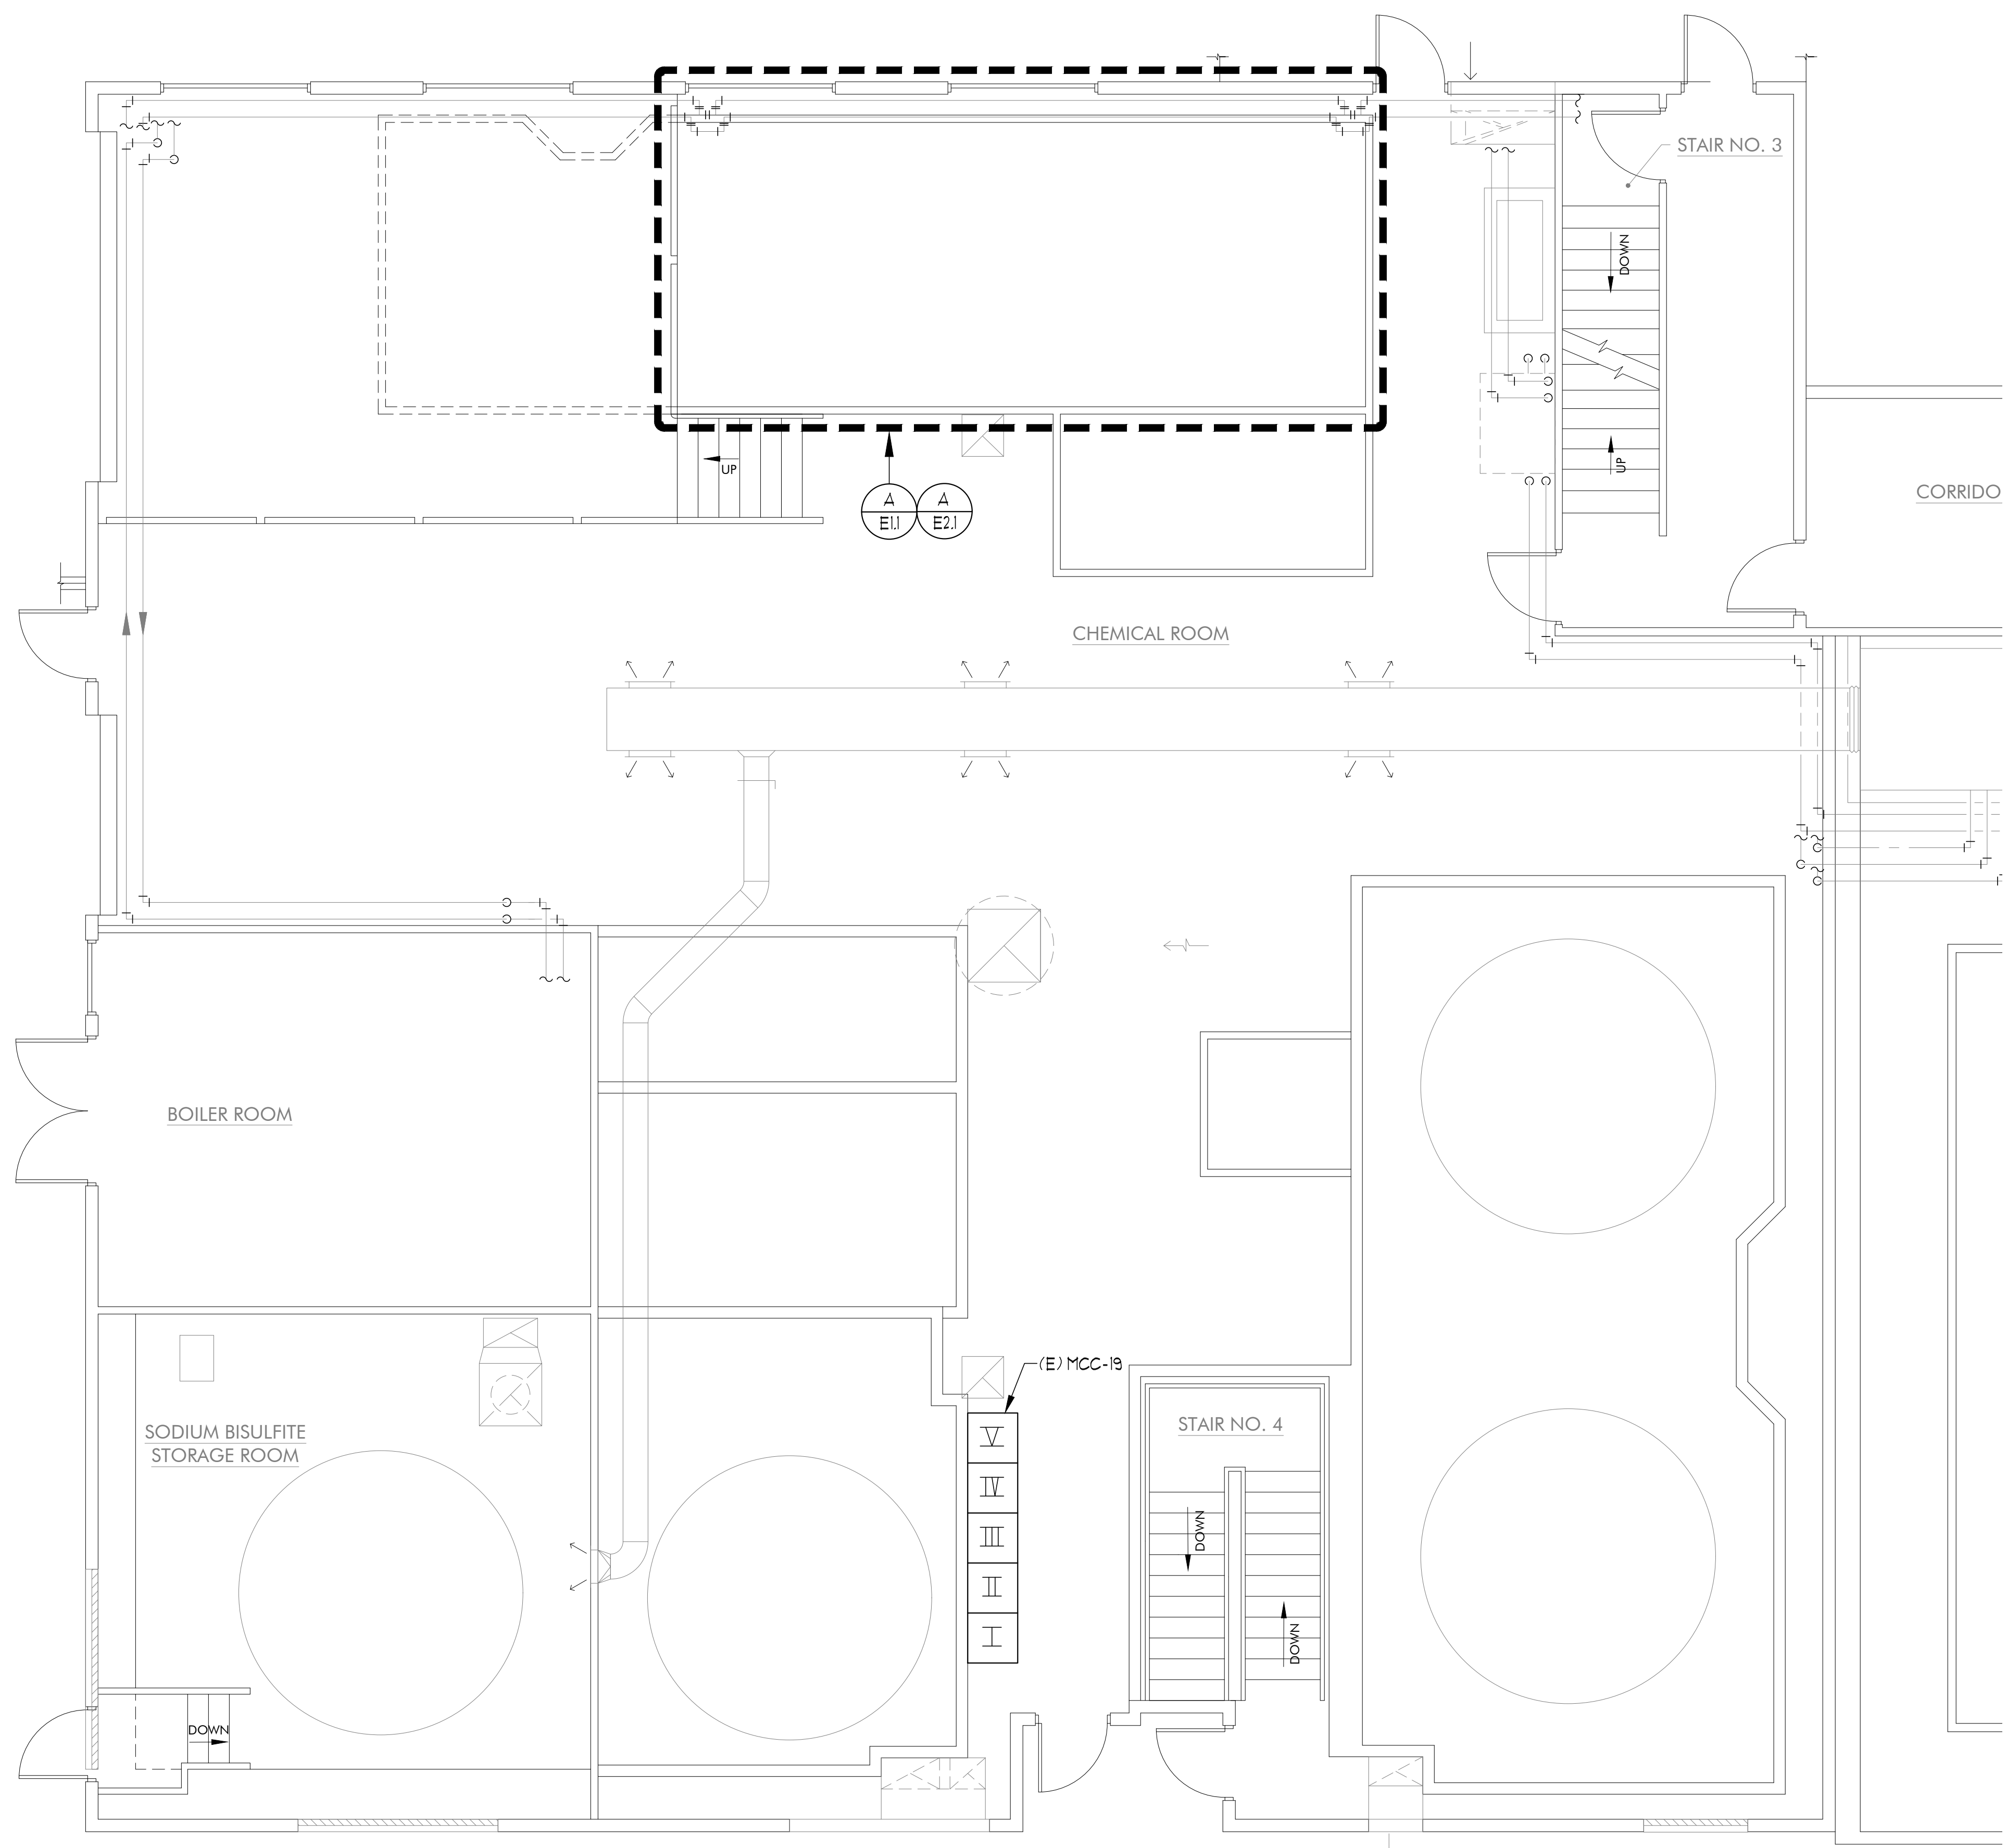 STAIR NO. 3
DOWN
UP
UP
A
E1.1
A
E2.1
CORRIDO
CHEMICAL ROOM
BOILER ROOM
(E) MCC-19
SODIUM BISULFITE
STORAGE ROOM
STAIR NO. 4
V
IV
III
II
I
DOWN
DOWN
DOWN